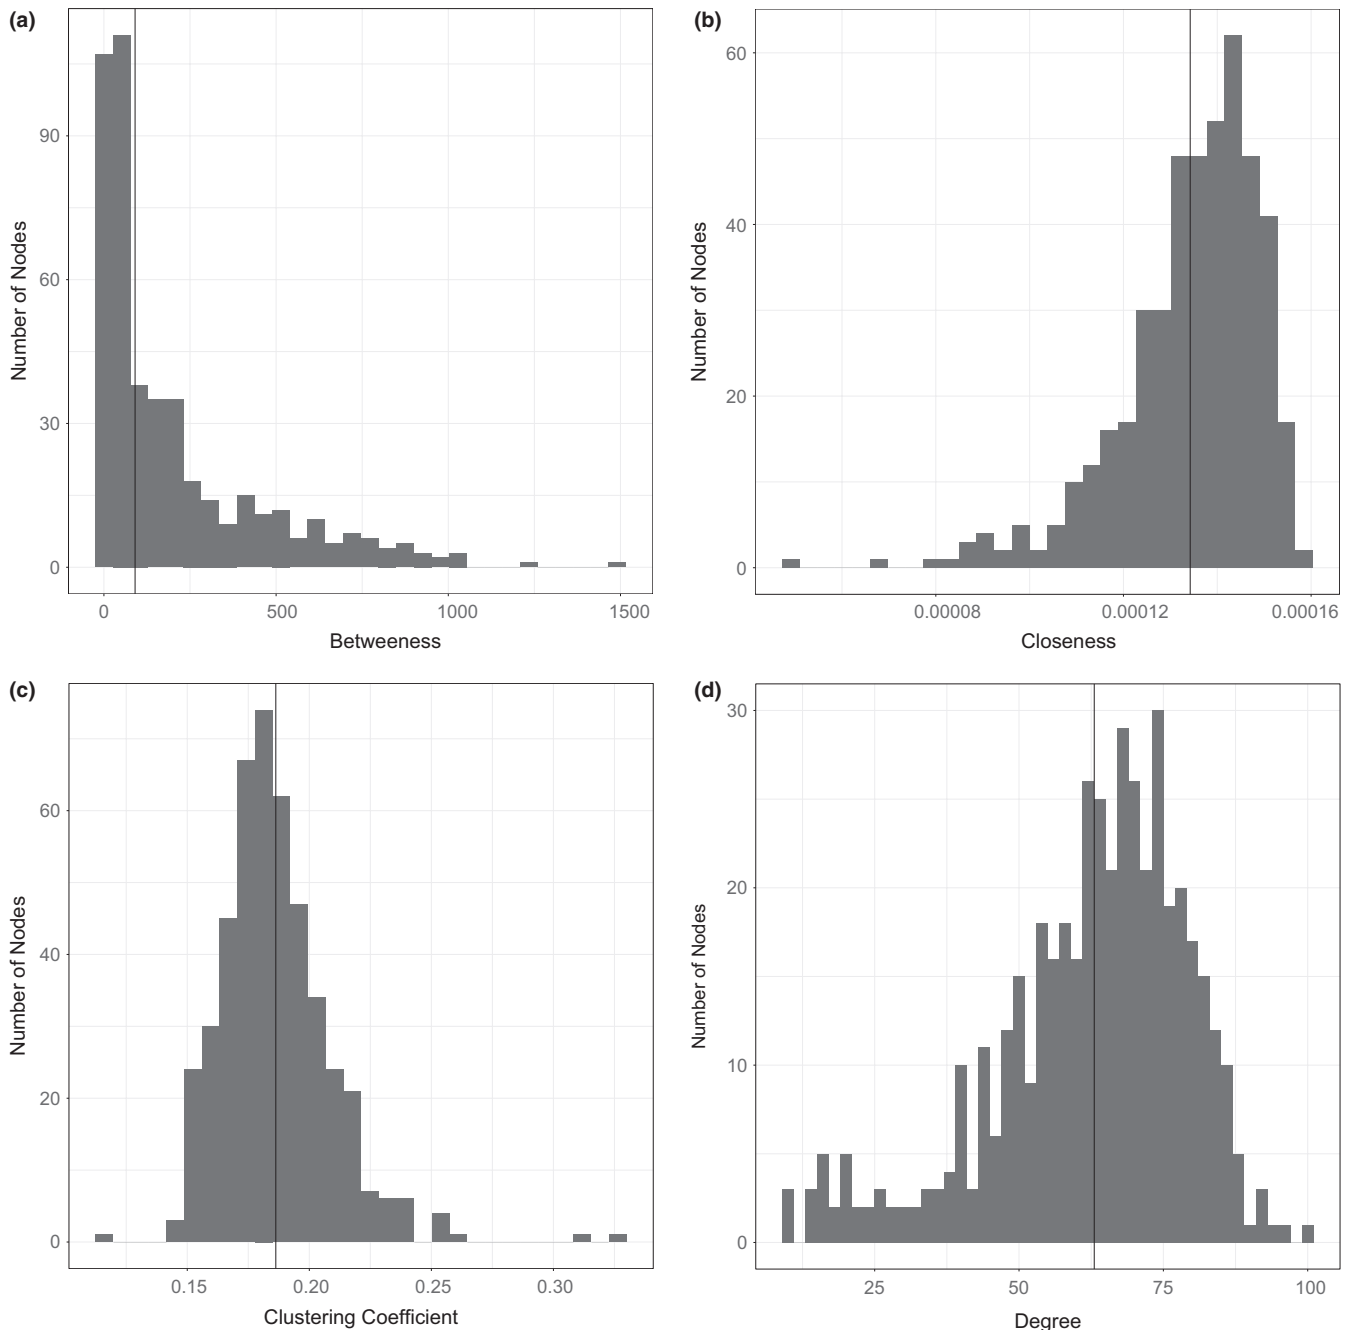 (a)
90
60
30
0
Number of Nodes
0 500 1000 1500
Betweeness
(b)
60
40
20
0
Number of Nodes
0.00008 0.00012 0.00016
Closeness
(c)
60
40
20
0
Number of Nodes
0.15 0.20 0.25 0.30
Clustering Coefficient
(d)
30
20
10
0
Number of Nodes
25 50 75 100
Degree